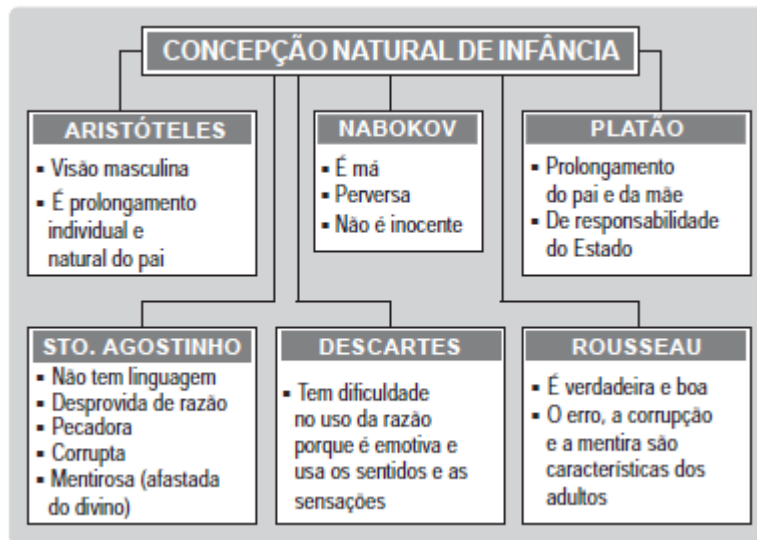 CONCEPÇÃO NATURAL DE INFÂNCIA
ARISTÓTELES
▪ Visão masculina
▪ É prolongamento
individual e
natural do pai
NABOKOV
▪ É má
▪ Perversa
▪ Não é inocente
PLATÃO
▪ Prolongamento
do pai e da mãe
▪ De responsabilidade
do Estado
STO. AGOSTINHO
▪ Não tem linguagem
▪ Desprovida de razão
▪ Pecadora
▪ Corrupta
▪ Mentirosa (afastada
do divino)
DESCARTES
▪ Tem dificuldade
no uso da razão
porque é emotiva e
usa os sentidos e as
sensações
ROUSSEAU
▪ É verdadeira e boa
▪ O erro, a corrupção
e a mentira são
características dos
adultos